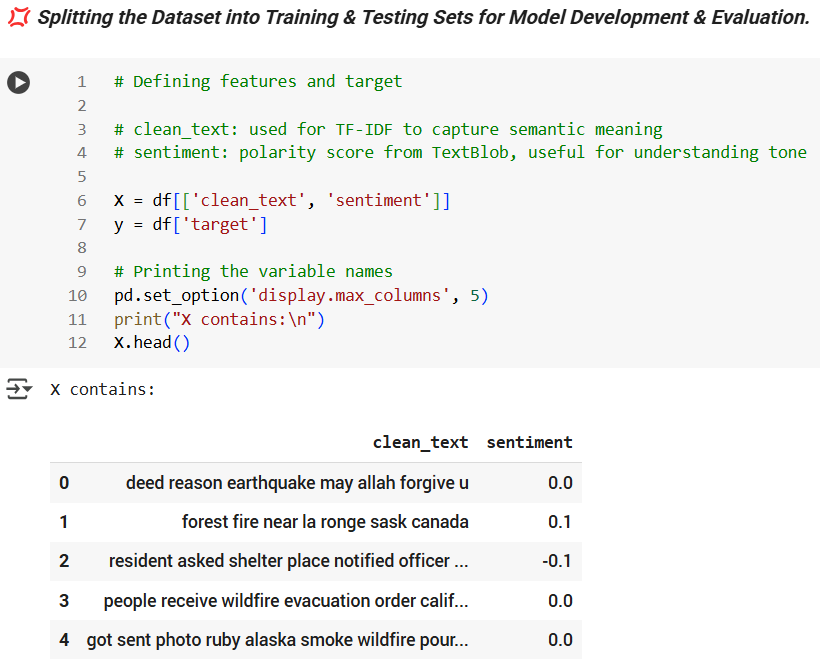 Splitting the Dataset into Training & Testing Sets for Model Development & Evaluation.
1 # Defining features and target
2
3 # clean_text: used for TF-IDF to capture semantic meaning
4 # sentiment: polarity score from TextBlob, useful for understanding tone
5
6 X = df[['clean_text', 'sentiment']]
7 y = df['target']
8
9 # Printing the variable names
10 pd.set_option('display.max_columns', 5)
11 print("X contains:\n")
12 X.head()
X contains:
clean_text sentiment
0 deed reason earthquake may allah forgive u 0.0
1 forest fire near la ronge sask canada 0.1
2 resident asked shelter place notified officer ... -0.1
3 people receive wildfire evacuation order calif... 0.0
4 got sent photo ruby alaska smoke wildfire pour... 0.0